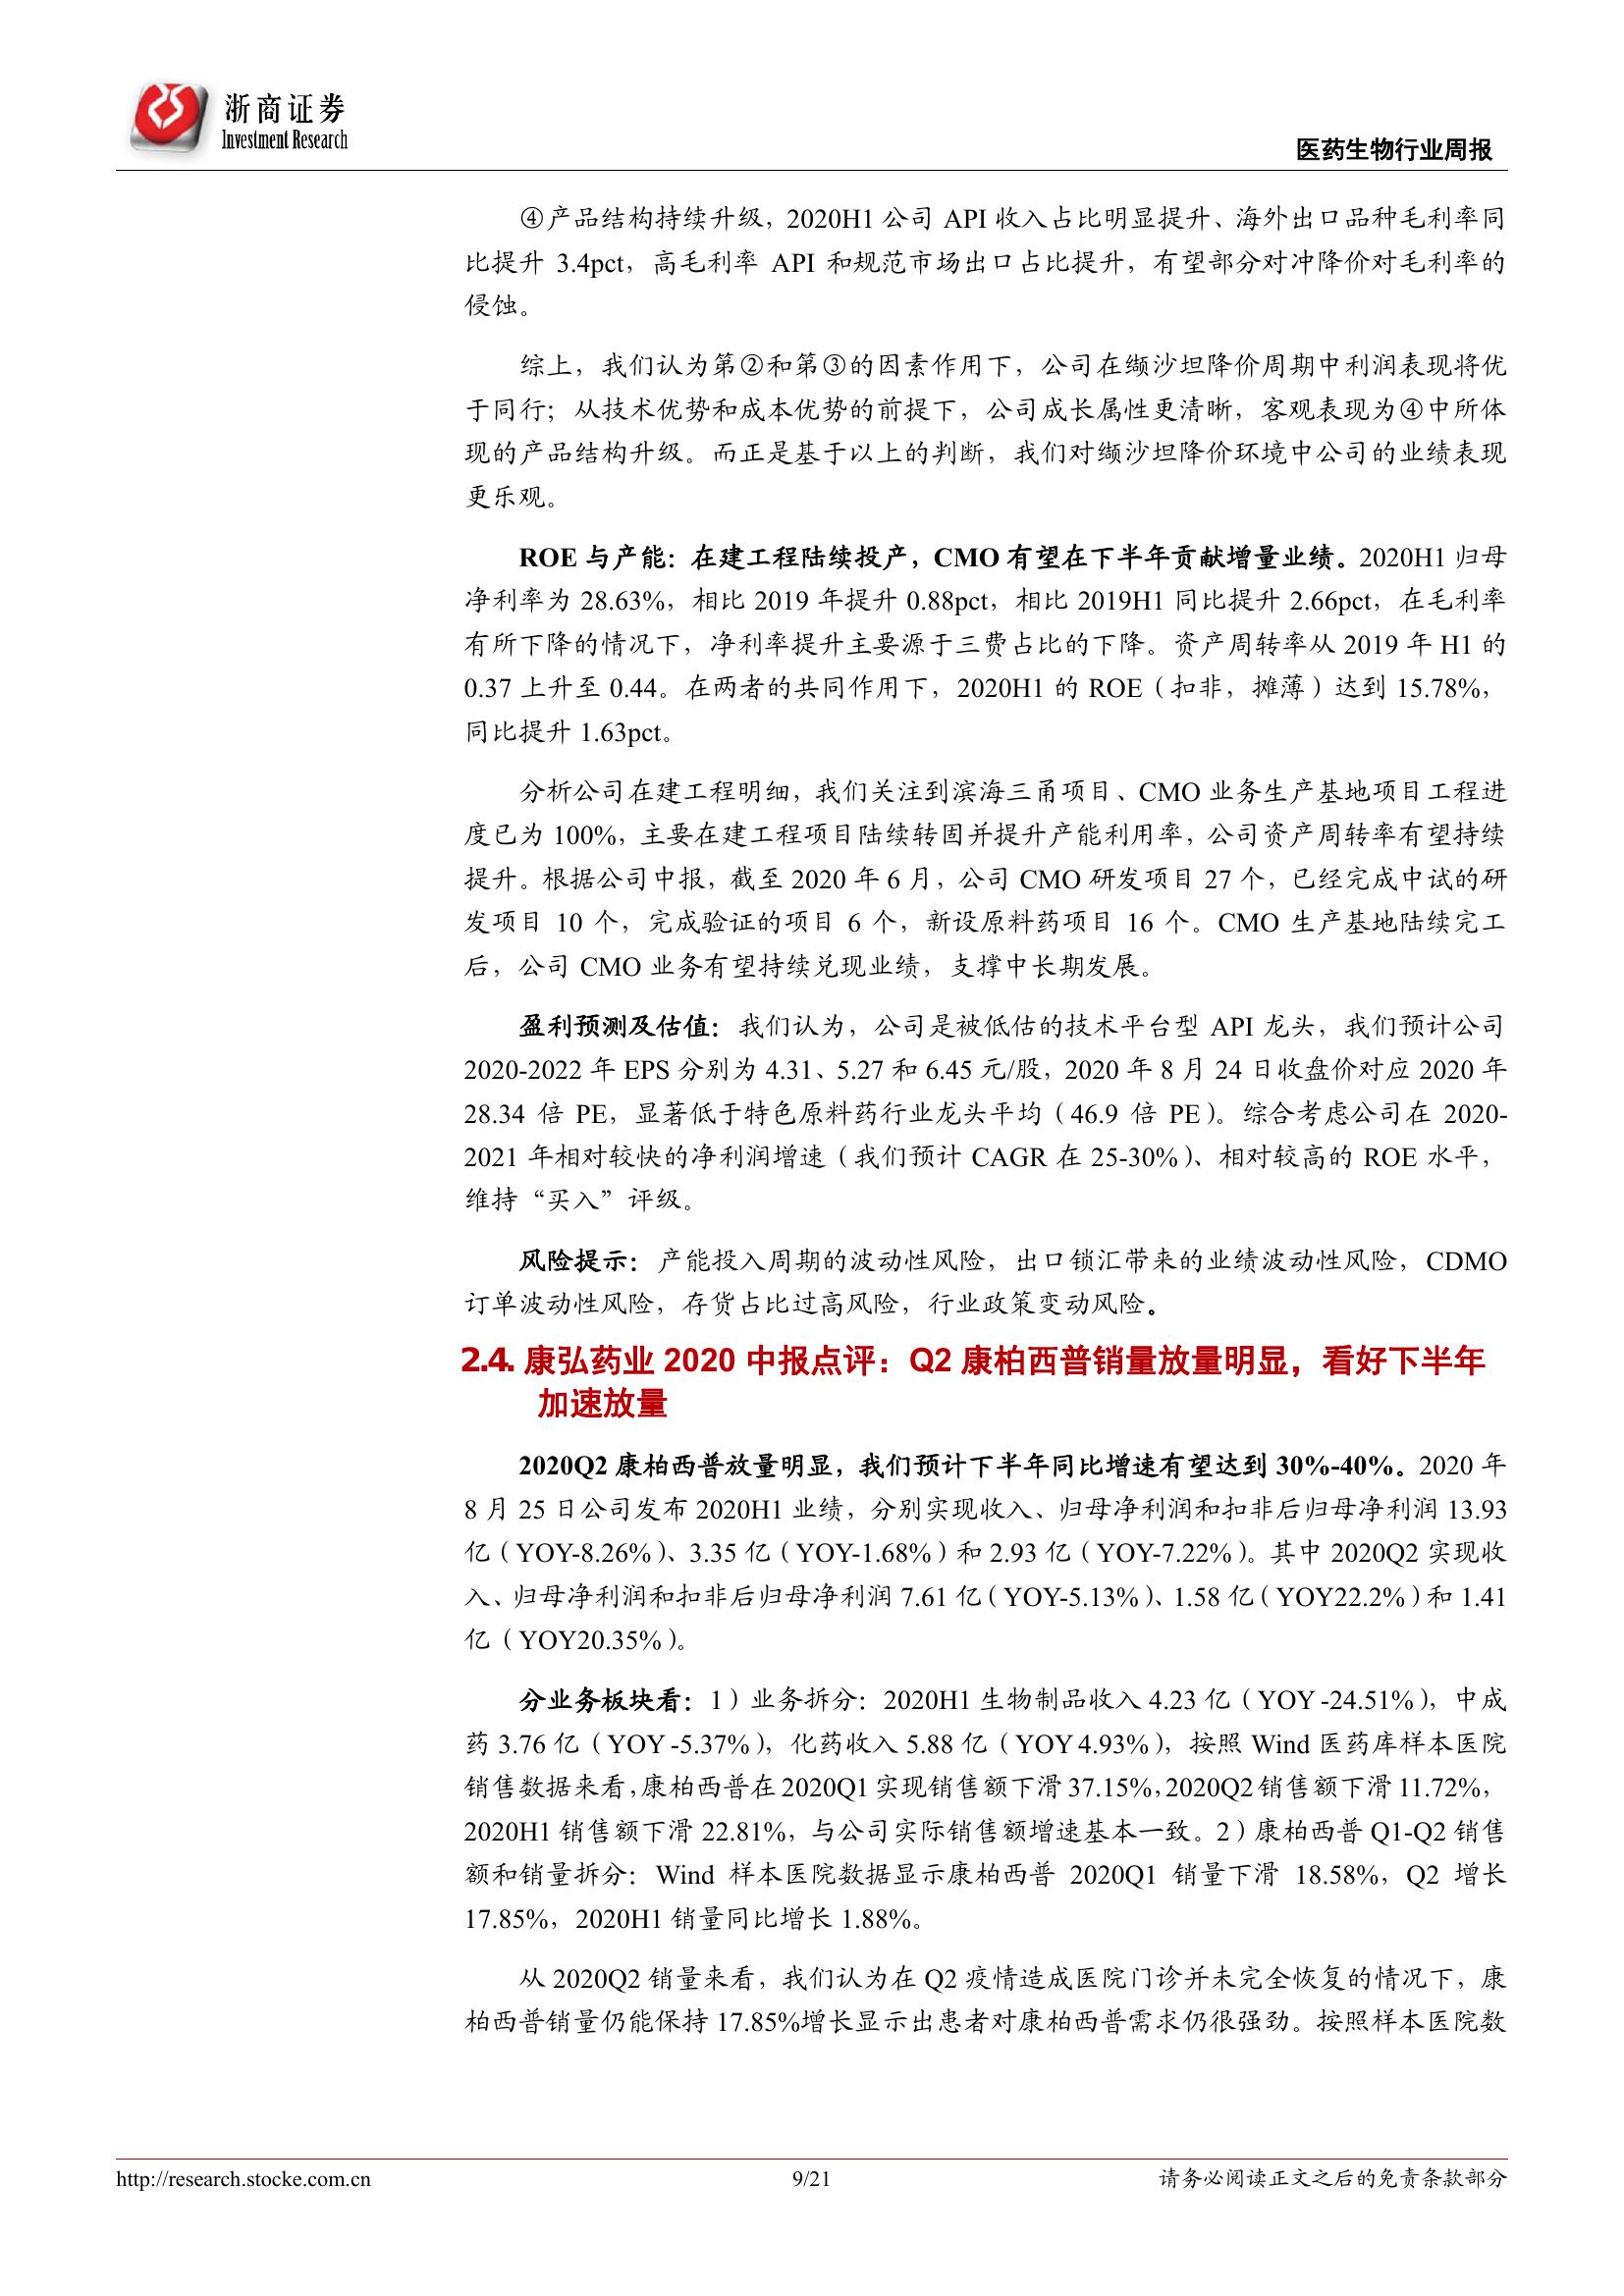 浙商证券
Investment Research
医药生物行业周报
④产品结构持续升级，2020H1 公司 API 收入占比明显提升、海外出口品种毛利率同
比提升 3.4pct，高毛利率 API 和规范市场出口占比提升，有望部分对冲降价对毛利率的
侵蚀。
综上，我们认为第②和第③的因素作用下，公司在缬沙坦降价周期中利润表现将优
于同行；从技术优势和成本优势的前提下，公司成长属性更清晰，客观表现为④中所体
现的产品结构升级。而正是基于以上的判断，我们对缬沙坦降价环境中公司的业绩表现
更乐观。
ROE 与产能：在建工程陆续投产，CMO 有望在下半年贡献增量业绩。2020H1 归母
净利率为 28.63%，相比 2019 年提升 0.88pct，相比 2019H1 同比提升 2.66pct，在毛利率
有所下降的情况下，净利率提升主要源于三费占比的下降。资产周转率从 2019 年 H1 的
0.37 上升至 0.44。在两者的共同作用下，2020H1 的 ROE（扣非，摊薄）达到 15.78%，
同比提升 1.63pct。
分析公司在建工程明细，我们关注到滨海三甬项目、CMO 业务生产基地项目工程进
度已为 100%，主要在建工程项目陆续转固并提升产能利用率，公司资产周转率有望持续
提升。根据公司中报，截至 2020 年 6 月，公司 CMO 研发项目 27 个，已经完成中试的研
发项目 10 个，完成验证的项目 6 个，新设原料药项目 16 个。CMO 生产基地陆续完工
后，公司 CMO 业务有望持续兑现业绩，支撑中长期发展。
盈利预测及估值：我们认为，公司是被低估的技术平台型 API 龙头，我们预计公司
2020-2022 年 EPS 分别为 4.31、5.27 和 6.45 元/股，2020 年 8 月 24 日收盘价对应 2020 年
28.34 倍 PE，显著低于特色原料药行业龙头平均（46.9 倍 PE）。综合考虑公司在 2020-
2021 年相对较快的净利润增速（我们预计 CAGR 在 25-30%）、相对较高的 ROE 水平，
维持“买入”评级。
风险提示：产能投入周期的波动性风险，出口锁汇带来的业绩波动性风险，CDMO
订单波动性风险，存货占比过高风险，行业政策变动风险。
2.4. 康弘药业 2020 中报点评：Q2 康柏西普销量放量明显，看好下半年
加速放量
2020Q2 康柏西普放量明显，我们预计下半年同比增速有望达到 30%-40%。2020 年
8 月 25 日公司发布 2020H1 业绩，分别实现收入、归母净利润和扣非后归母净利润 13.93
亿（YOY-8.26%）、3.35 亿（YOY-1.68%）和 2.93 亿（YOY-7.22%）。其中 2020Q2 实现收
入、归母净利润和扣非后归母净利润 7.61 亿（YOY-5.13%）、1.58 亿（YOY22.2%）和 1.41
亿（YOY20.35%）。
分业务板块看：1）业务拆分：2020H1 生物制品收入 4.23 亿（YOY -24.51%），中成
药 3.76 亿（YOY -5.37%），化药收入 5.88 亿（YOY 4.93%），按照 Wind 医药库样本医院
销售数据来看，康柏西普在 2020Q1 实现销售额下滑 37.15%，2020Q2 销售额下滑 11.72%，
2020H1 销售额下滑 22.81%，与公司实际销售额增速基本一致。2）康柏西普 Q1-Q2 销售
额和销量拆分：Wind 样本医院数据显示康柏西普 2020Q1 销量下滑 18.58%，Q2 增长
17.85%，2020H1 销量同比增长 1.88%。
从 2020Q2 销量来看，我们认为在 Q2 疫情造成医院门诊并未完全恢复的情况下，康
柏西普销量仍能保持 17.85%增长显示出患者对康柏西普需求仍很强劲。按照样本医院数
http://research.stocke.com.cn
9/21
请务必阅读正文之后的免责条款部分